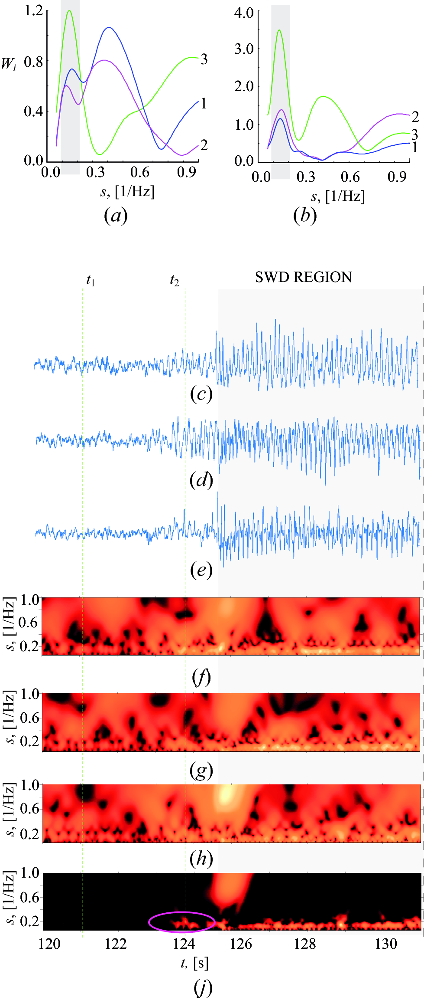 1.2
0.8
0.4
0.0
W_i
3
1
2
0.0 0.3 0.6 0.9
s, [1/Hz]
(a)
4.0
3.0
2.0
1.0
0.0
2
3
1
0.0 0.3 0.6 0.9
s, [1/Hz]
(b)
t₁ t₂ SWD REGION
(c)
(d)
(e)
s, [1/Hz]
1.0
0.6
0.2
(f)
s, [1/Hz]
1.0
0.6
0.2
(g)
s, [1/Hz]
1.0
0.6
0.2
(h)
s, [1/Hz]
1.0
0.6
0.2
120 122 124 126 128 130
t, [s]
(j)